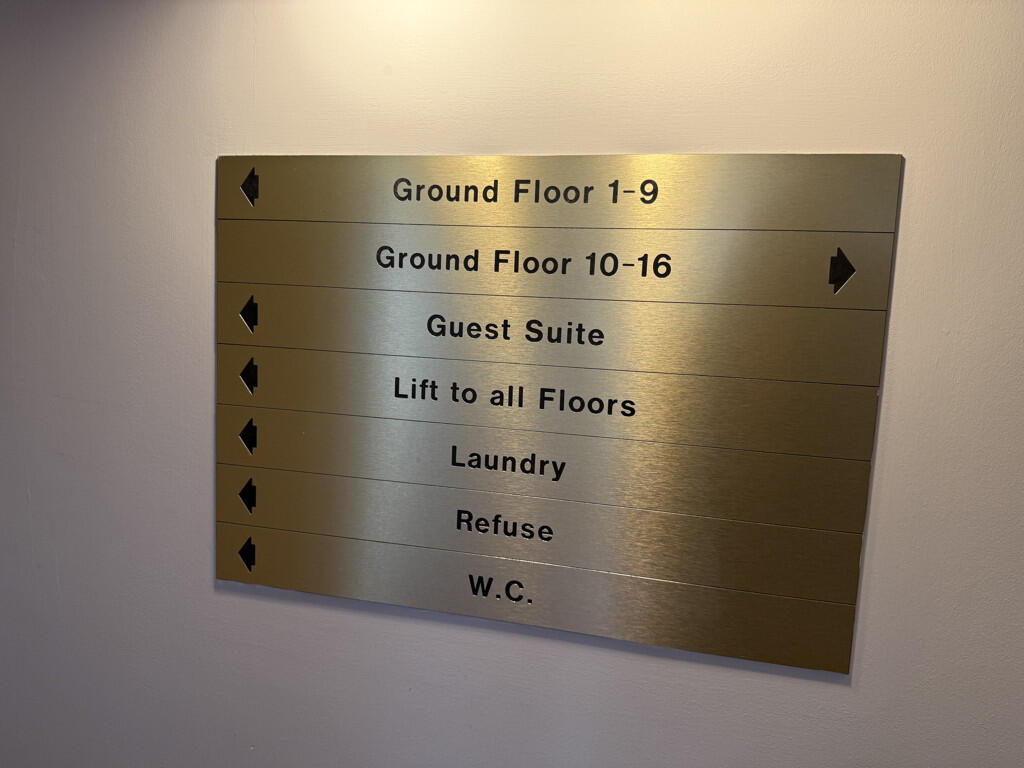 Ground Floor 1-9
Ground Floor 10-16
Guest Suite
Lift to all Floors
Laundry
Refuse
W.C.